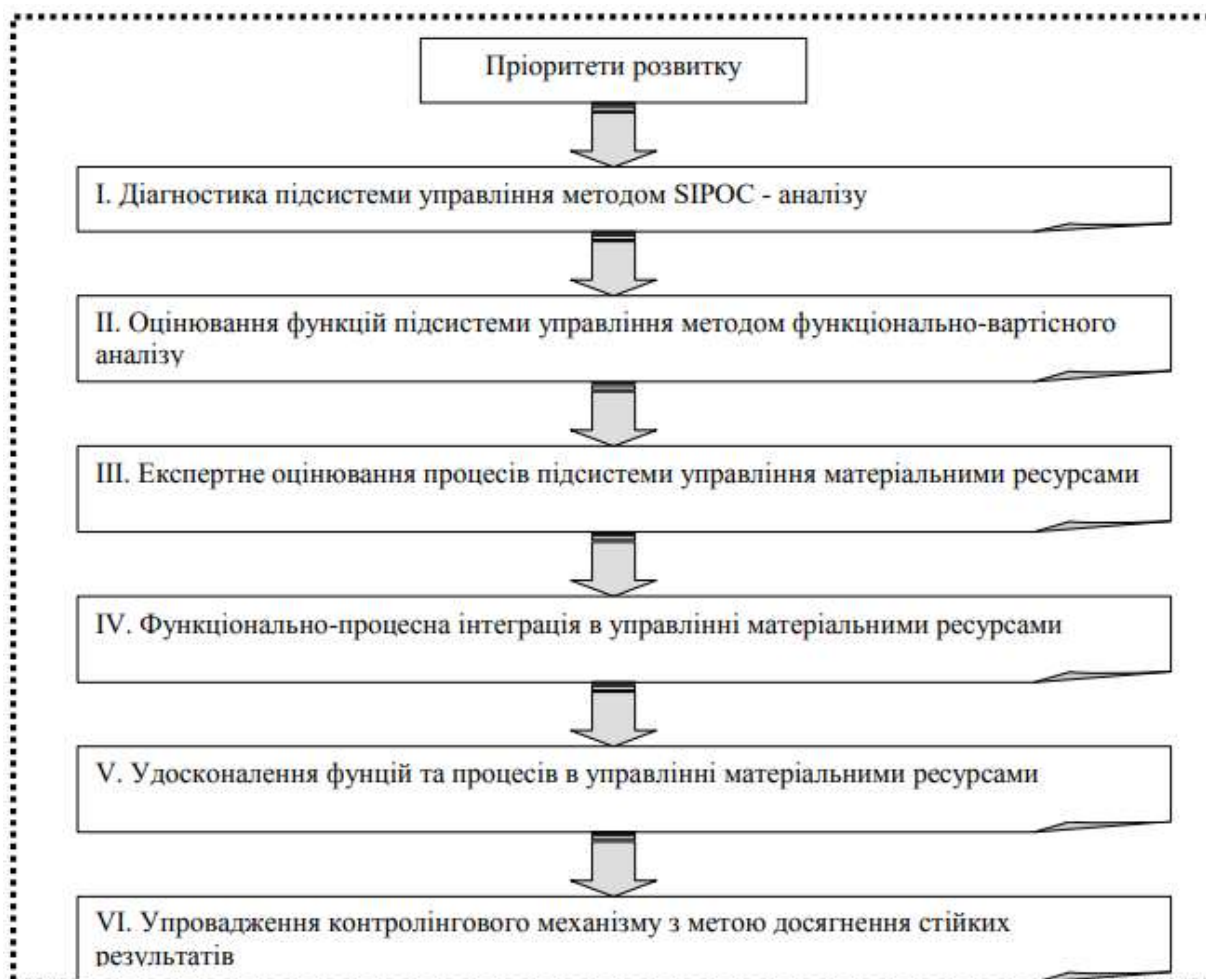 Пріоритети розвитку
I. Діагностика підсистеми управління методом SIPOC - аналізу
II. Оцінювання функцій підсистеми управління методом функціонально-вартісного
аналізу
III. Експертне оцінювання процесів підсистеми управління матеріальними ресурсами
IV. Функціонально-процесна інтеграція в управлінні матеріальними ресурсами
V. Удосконалення фунцій та процесів в управлінні матеріальними ресурсами
VI. Упровадження контролінгового механізму з метою досягнення стійких
результатів